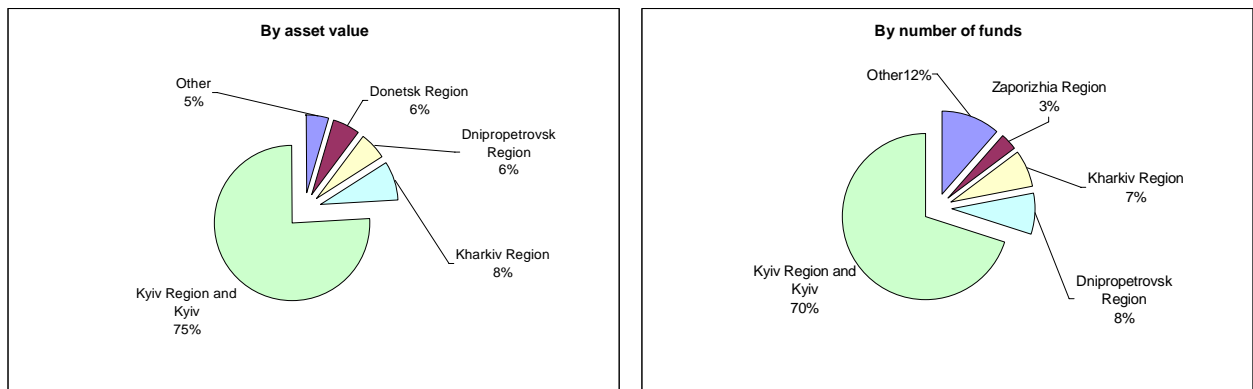 By asset value
Other
5%
Donetsk Region
6%
Dnipropetrovsk
Region
6%
Kharkiv Region
8%
Kyiv Region and
Kyiv
75%
By number of funds
Other12%
Zaporizhia Region
3%
Kharkiv Region
7%
Dnipropetrovsk
Region
8%
Kyiv Region and
Kyiv
70%